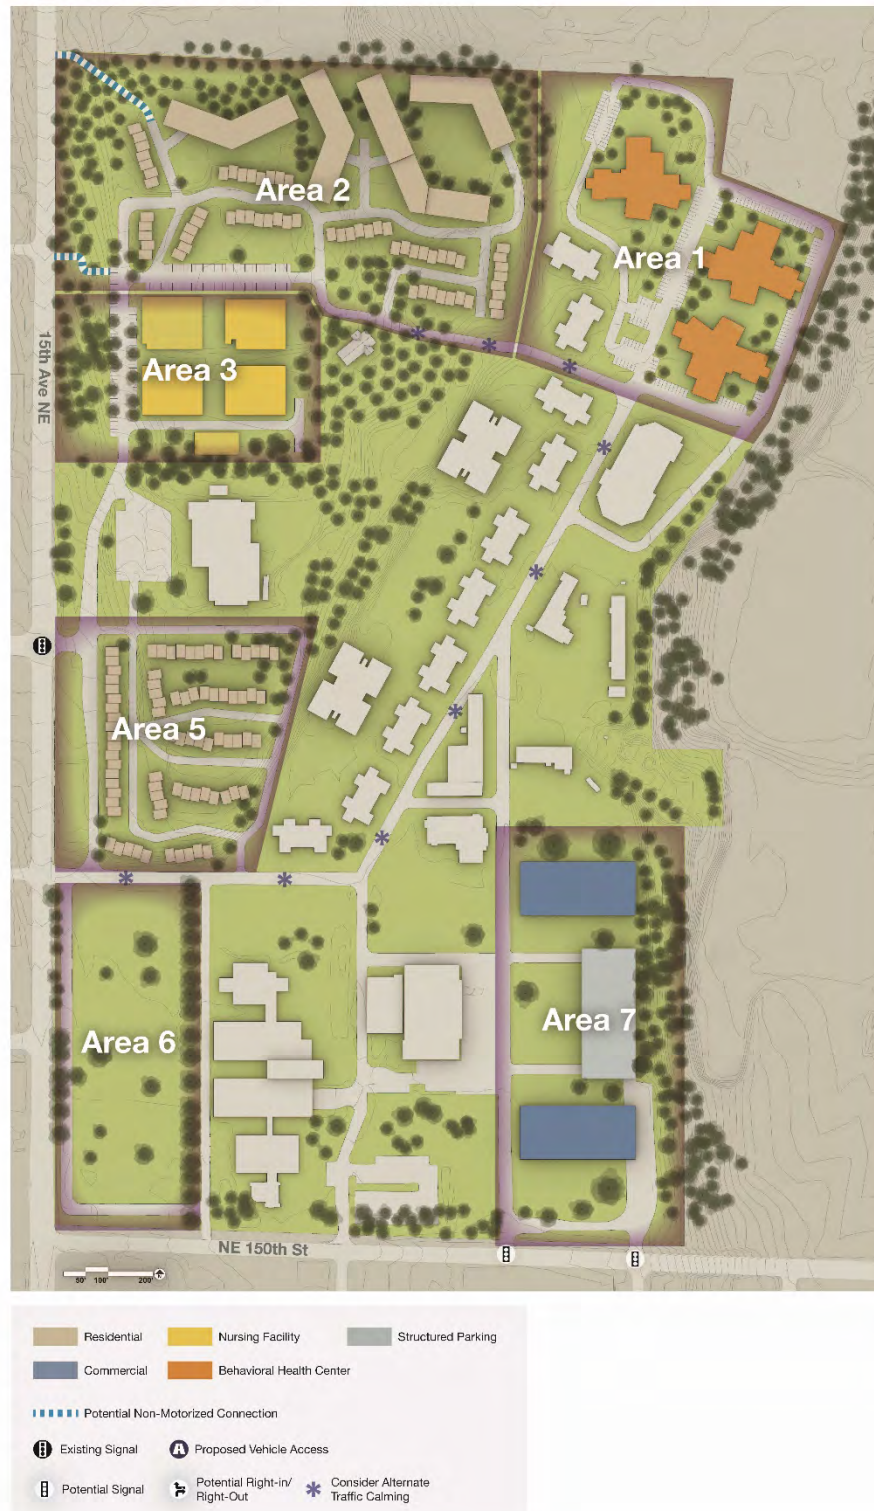 Area 2
Area 1
15th Ave NE
Area 3
Area 5
Area 6
Area 7
NE 150th St
50' 100' 200'
Residential
Nursing Facility
Structured Parking
Commercial
Behavioral Health Center
Potential Non-Motorized Connection
Existing Signal
Proposed Vehicle Access
Potential Signal
Potential Right-in/
Right-Out
Consider Alternate
Traffic Calming